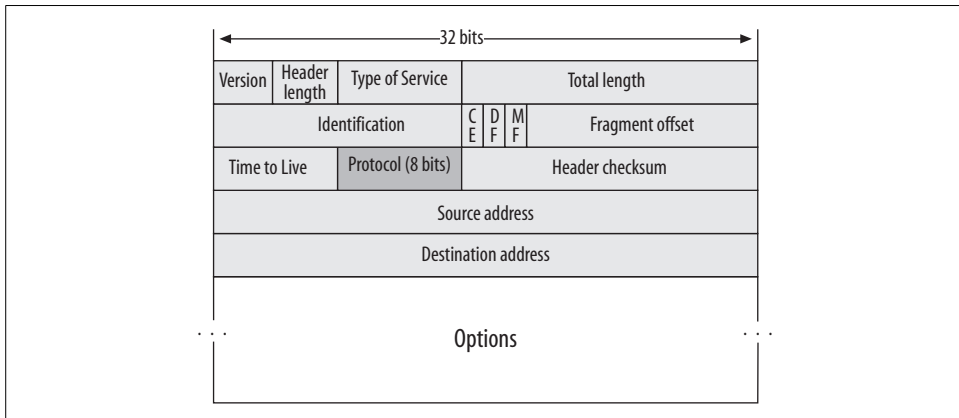 32 bits
Version
Header
length
Type of Service
Total length
Identification
C
E
D
F
M
F
Fragment offset
Time to Live
Protocol (8 bits)
Header checksum
Source address
Destination address
. . .
Options
. . .